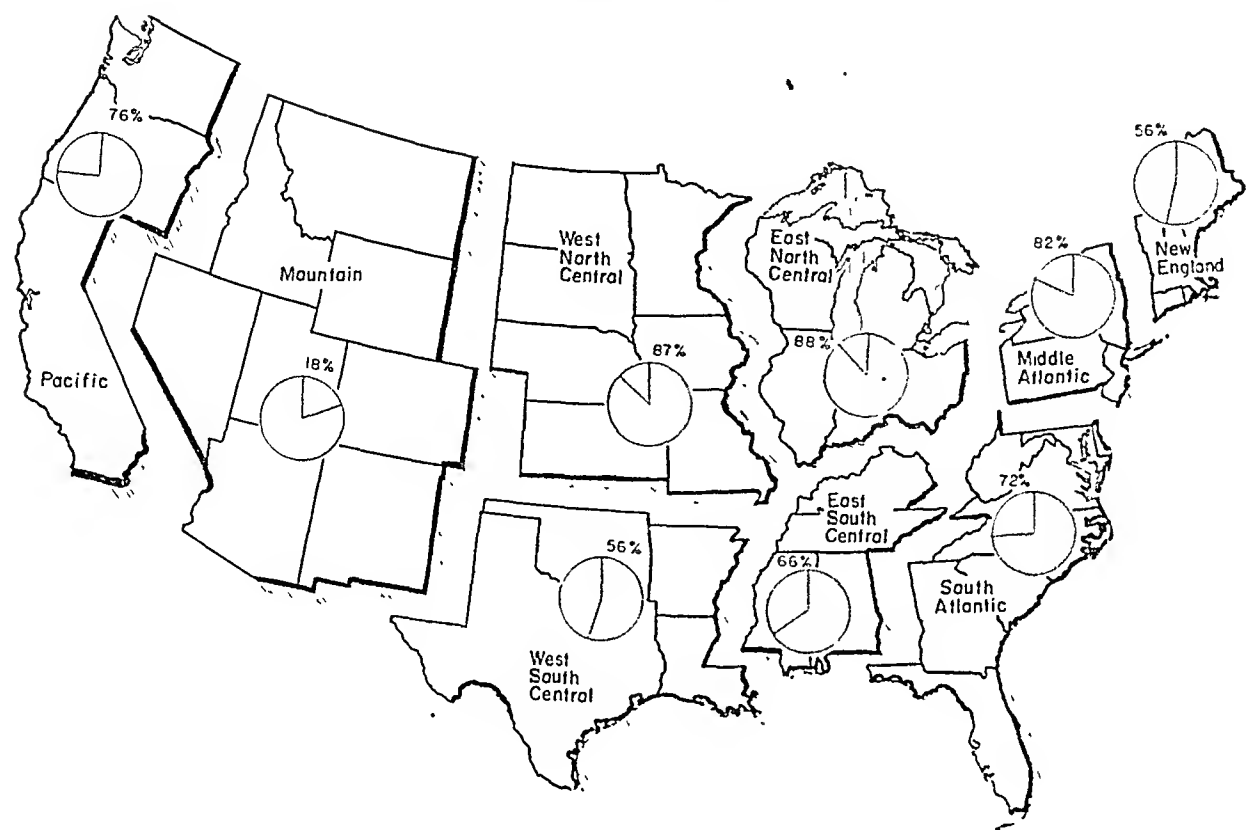 76%
Pacific
Mountain
18%
West
North
Central
87%
East
North
Central
88%
56%
New
England
82%
Middle
Atlantic
72%
South
Atlantic
East
South
Central
66%
56%
West
South
Central